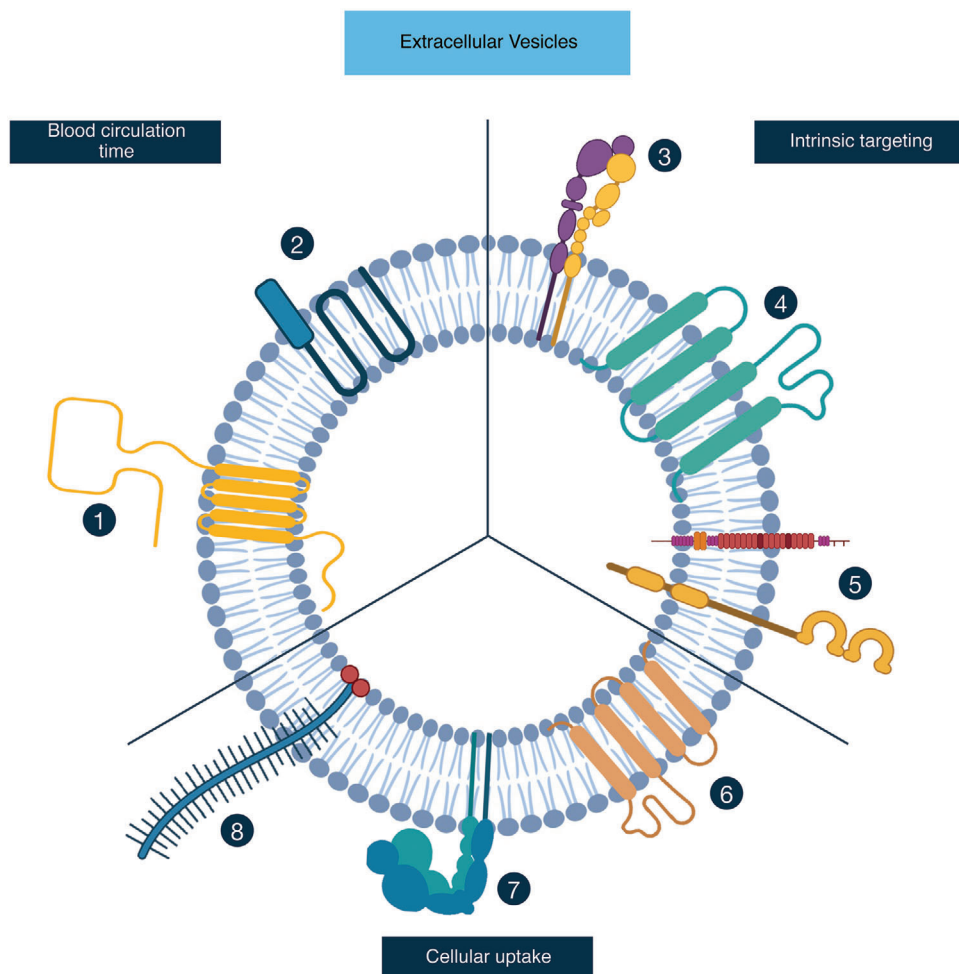 Extracellular Vesicles
Blood circulation
time
Intrinsic targeting
3
2
4
1
5
6
8
7
Cellular uptake